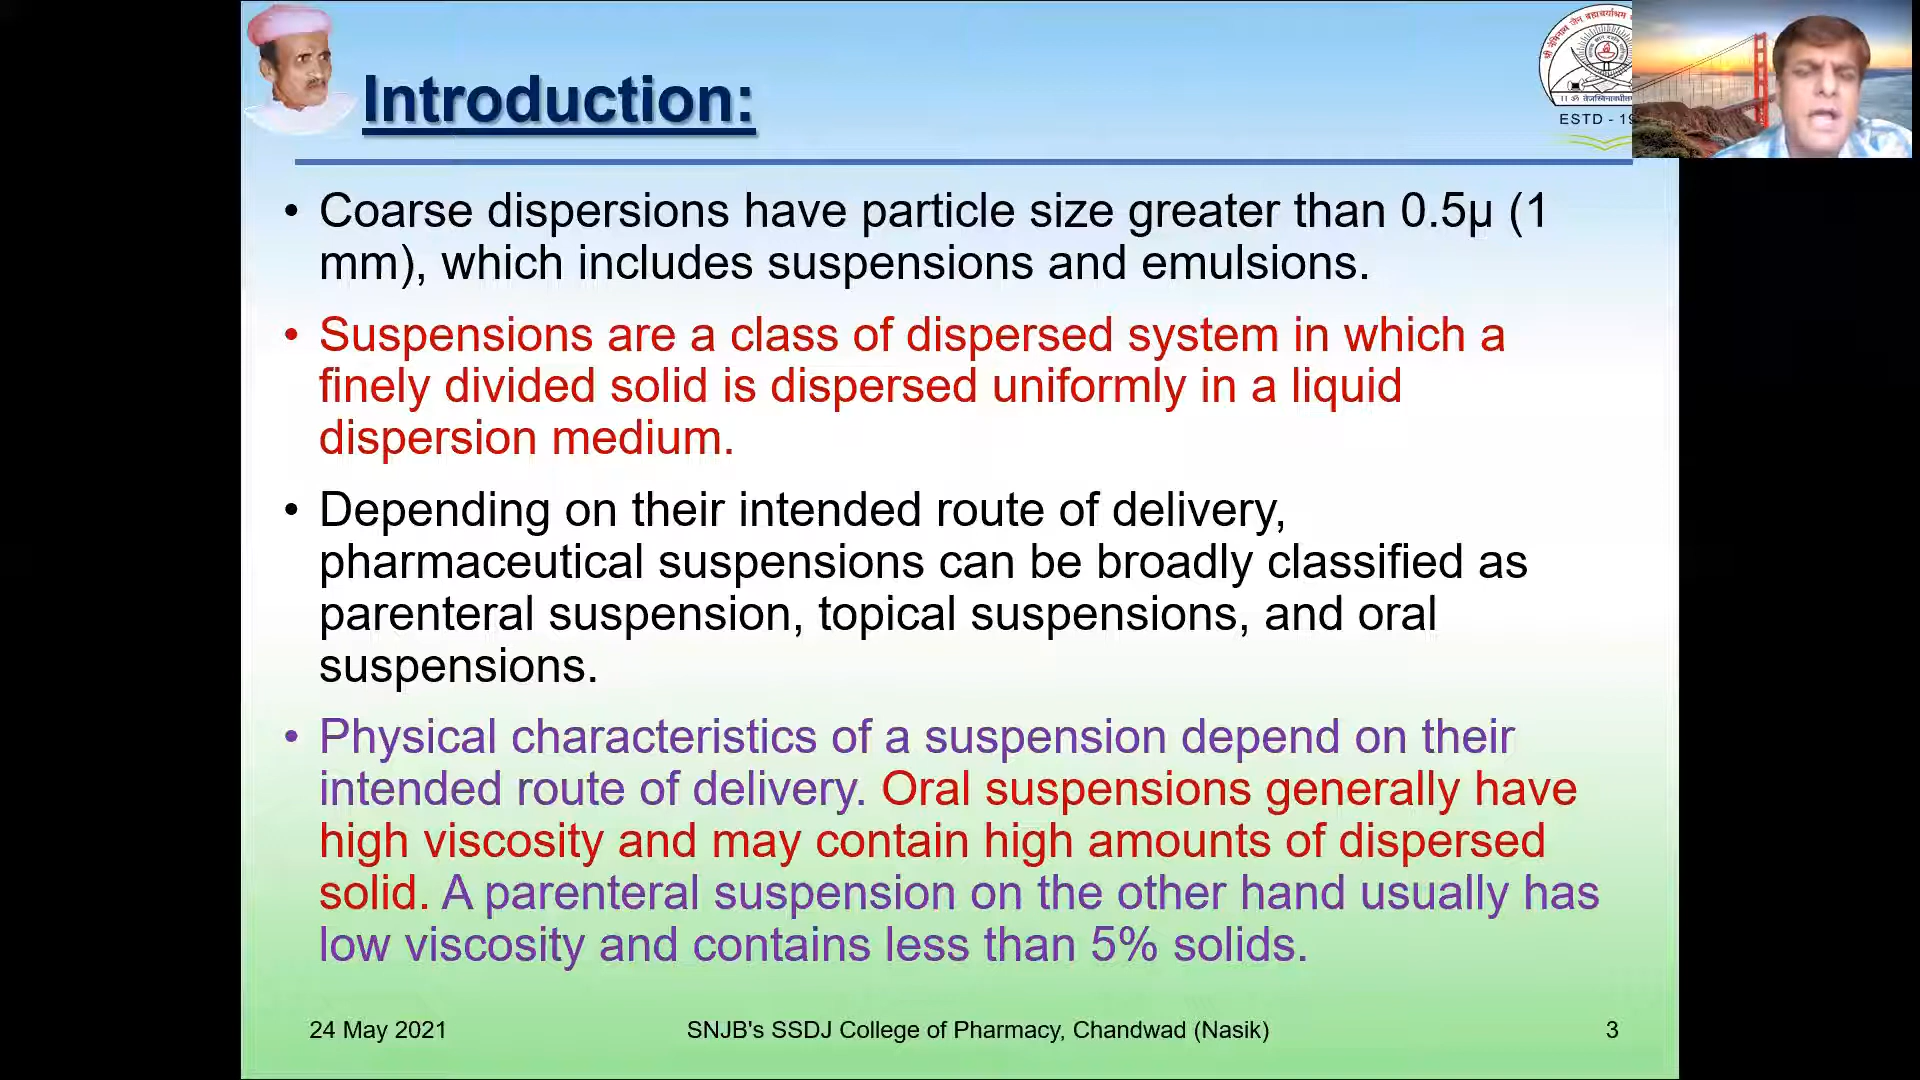 Introduction:
ESTD - 19
• Coarse dispersions have particle size greater than 0.5µ (1
mm), which includes suspensions and emulsions.
• Suspensions are a class of dispersed system in which a
finely divided solid is dispersed uniformly in a liquid
dispersion medium.
• Depending on their intended route of delivery,
pharmaceutical suspensions can be broadly classified as
parenteral suspension, topical suspensions, and oral
suspensions.
• Physical characteristics of a suspension depend on their
intended route of delivery. Oral suspensions generally have
high viscosity and may contain high amounts of dispersed
solid. A parenteral suspension on the other hand usually has
low viscosity and contains less than 5% solids.
24 May 2021 SNJB's SSDJ College of Pharmacy, Chandwad (Nasik) 3